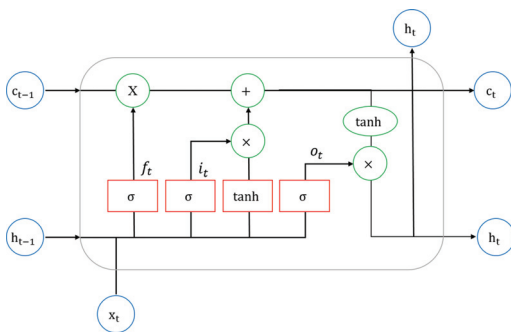 h_t
c_{t-1}
X
+
c_t
tanh
f_t
i_t
×
o_t
×
σ
σ
tanh
σ
h_{t-1}
h_t
x_t